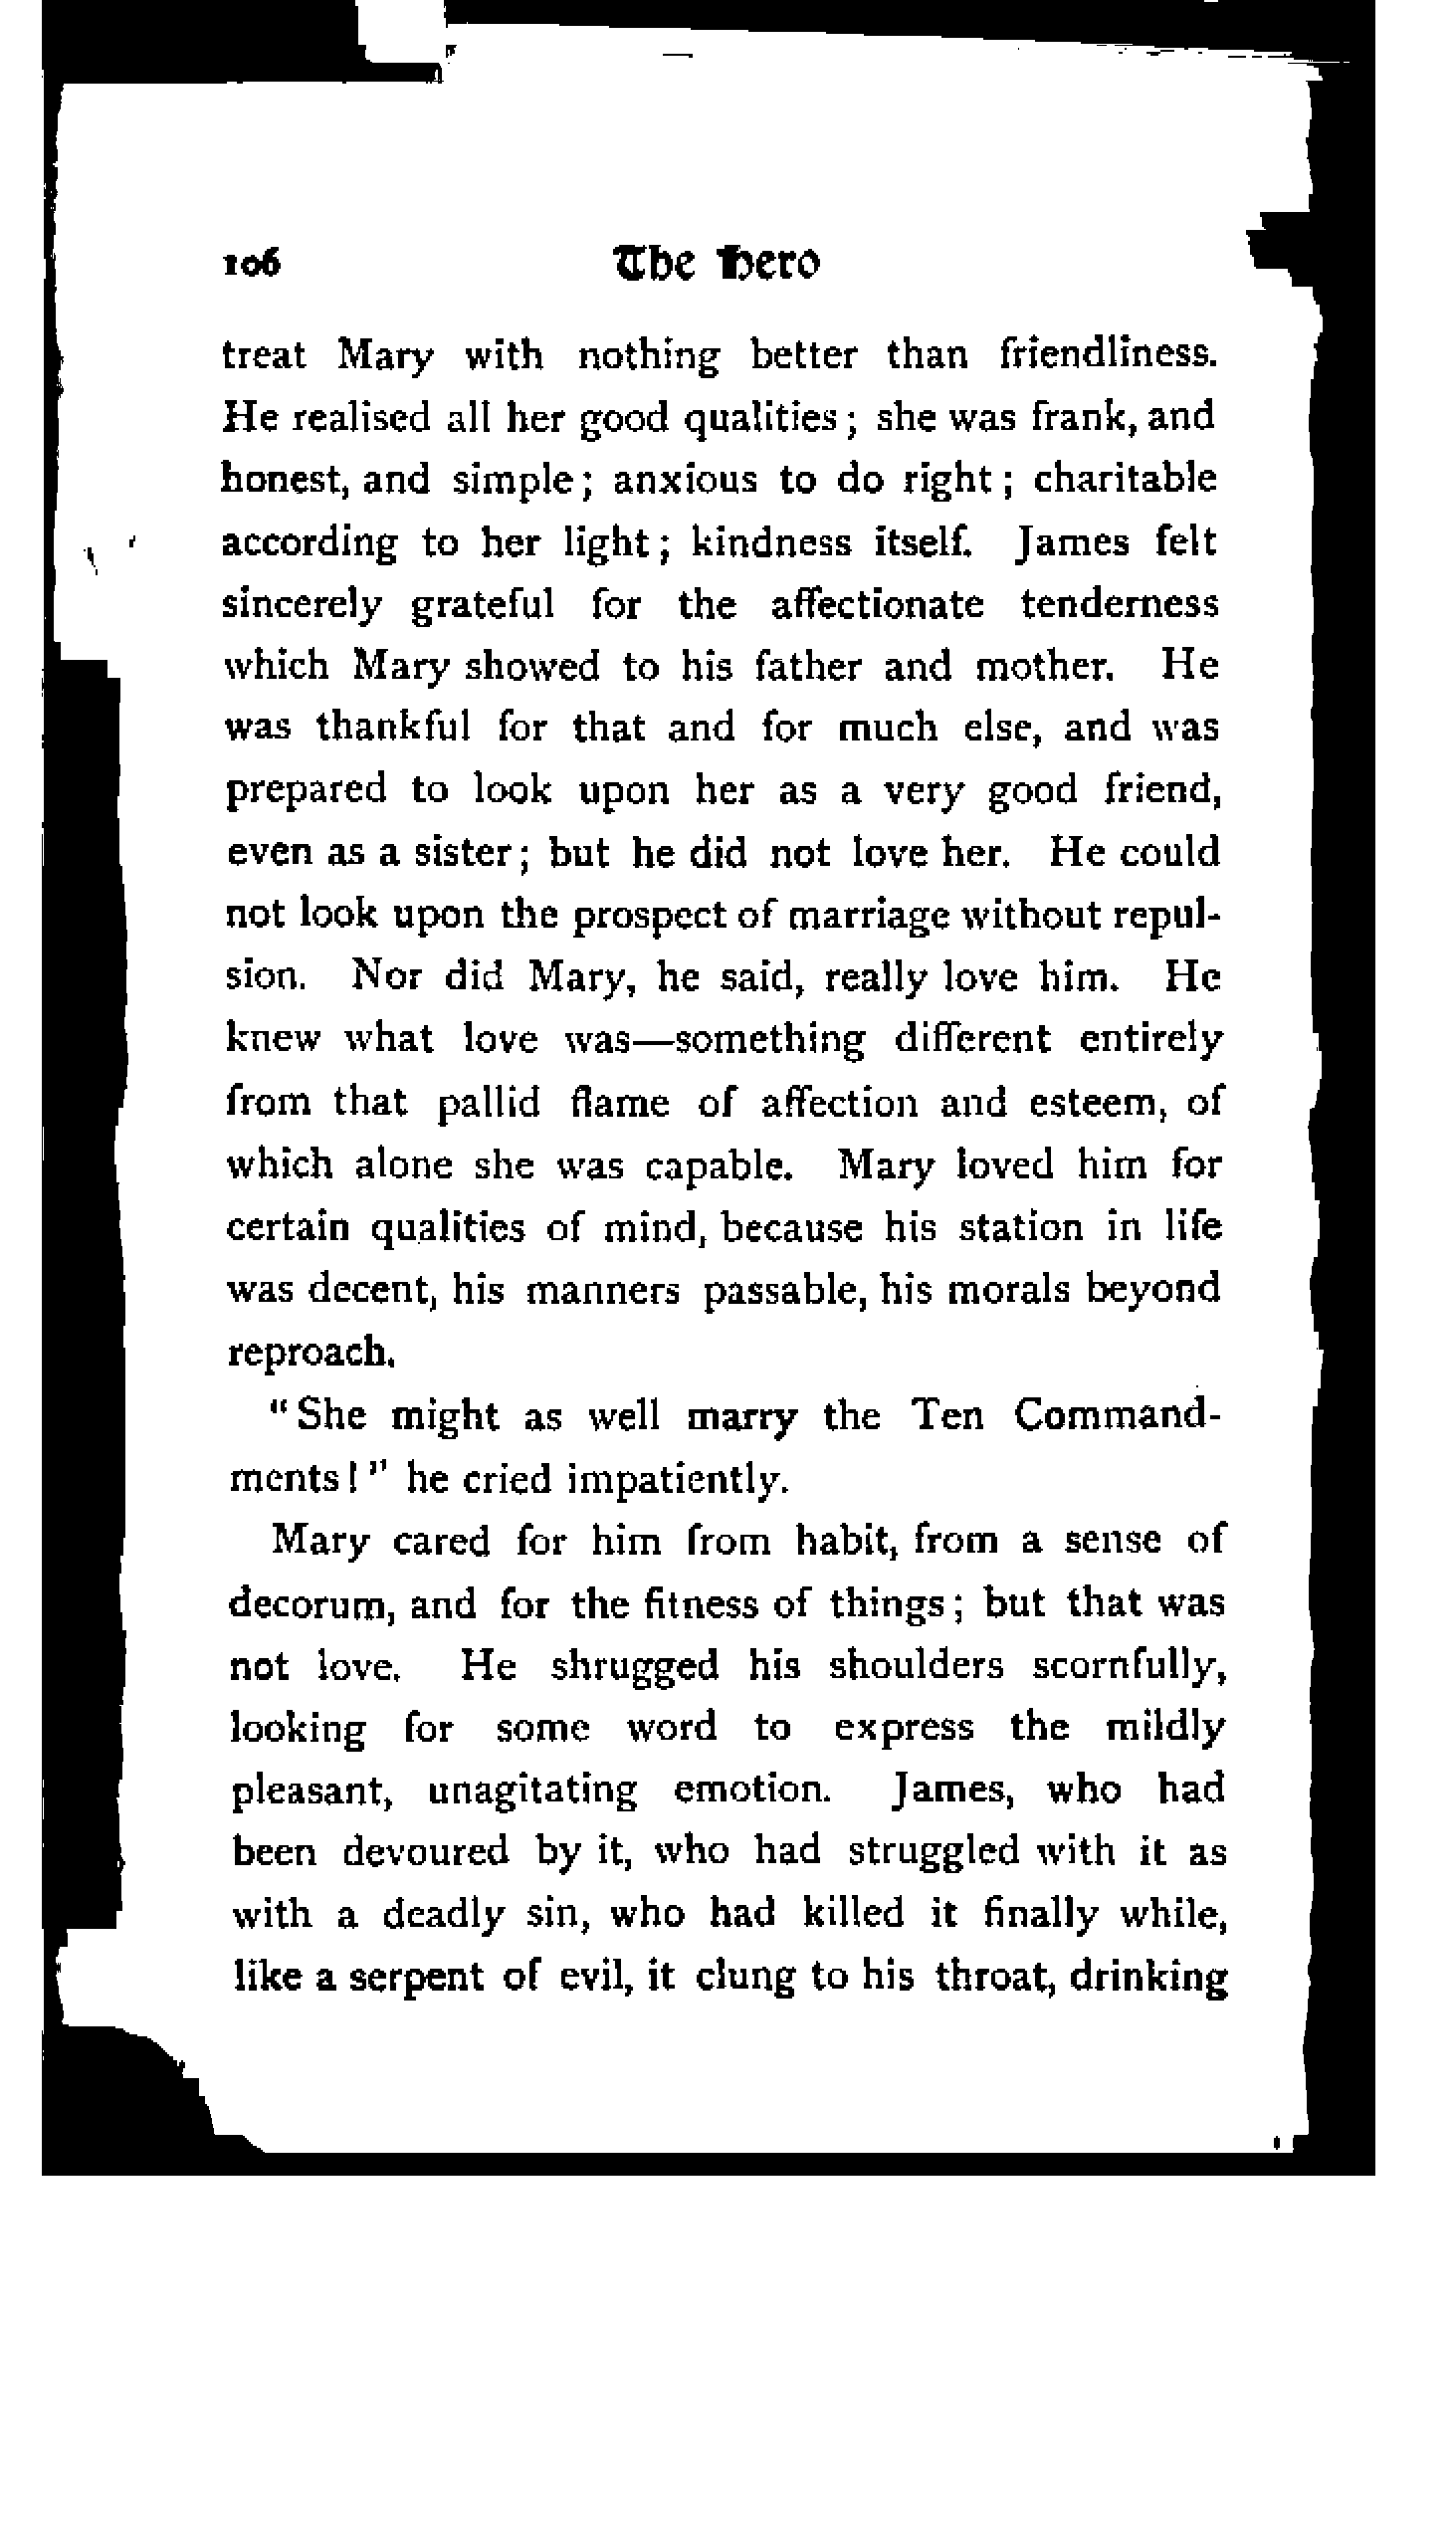 106 The Hero
treat Mary with nothing better than friendliness.
He realised all her good qualities; she was frank, and
honest, and simple; anxious to do right; charitable
according to her light; kindness itself. James felt
sincerely grateful for the affectionate tenderness
which Mary showed to his father and mother. He
was thankful for that and for much else, and was
prepared to look upon her as a very good friend,
even as a sister; but he did not love her. He could
not look upon the prospect of marriage without repul-
sion. Nor did Mary, he said, really love him. He
knew what love was—something different entirely
from that pallid flame of affection and esteem, of
which alone she was capable. Mary loved him for
certain qualities of mind, because his station in life
was decent, his manners passable, his morals beyond
reproach.
"She might as well marry the Ten Command-
ments!" he cried impatiently.
Mary cared for him from habit, from a sense of
decorum, and for the fitness of things; but that was
not love. He shrugged his shoulders scornfully,
looking for some word to express the mildly
pleasant, unagitating emotion. James, who had
been devoured by it, who had struggled with it as
with a deadly sin, who had killed it finally while,
like a serpent of evil, it clung to his throat, drinking